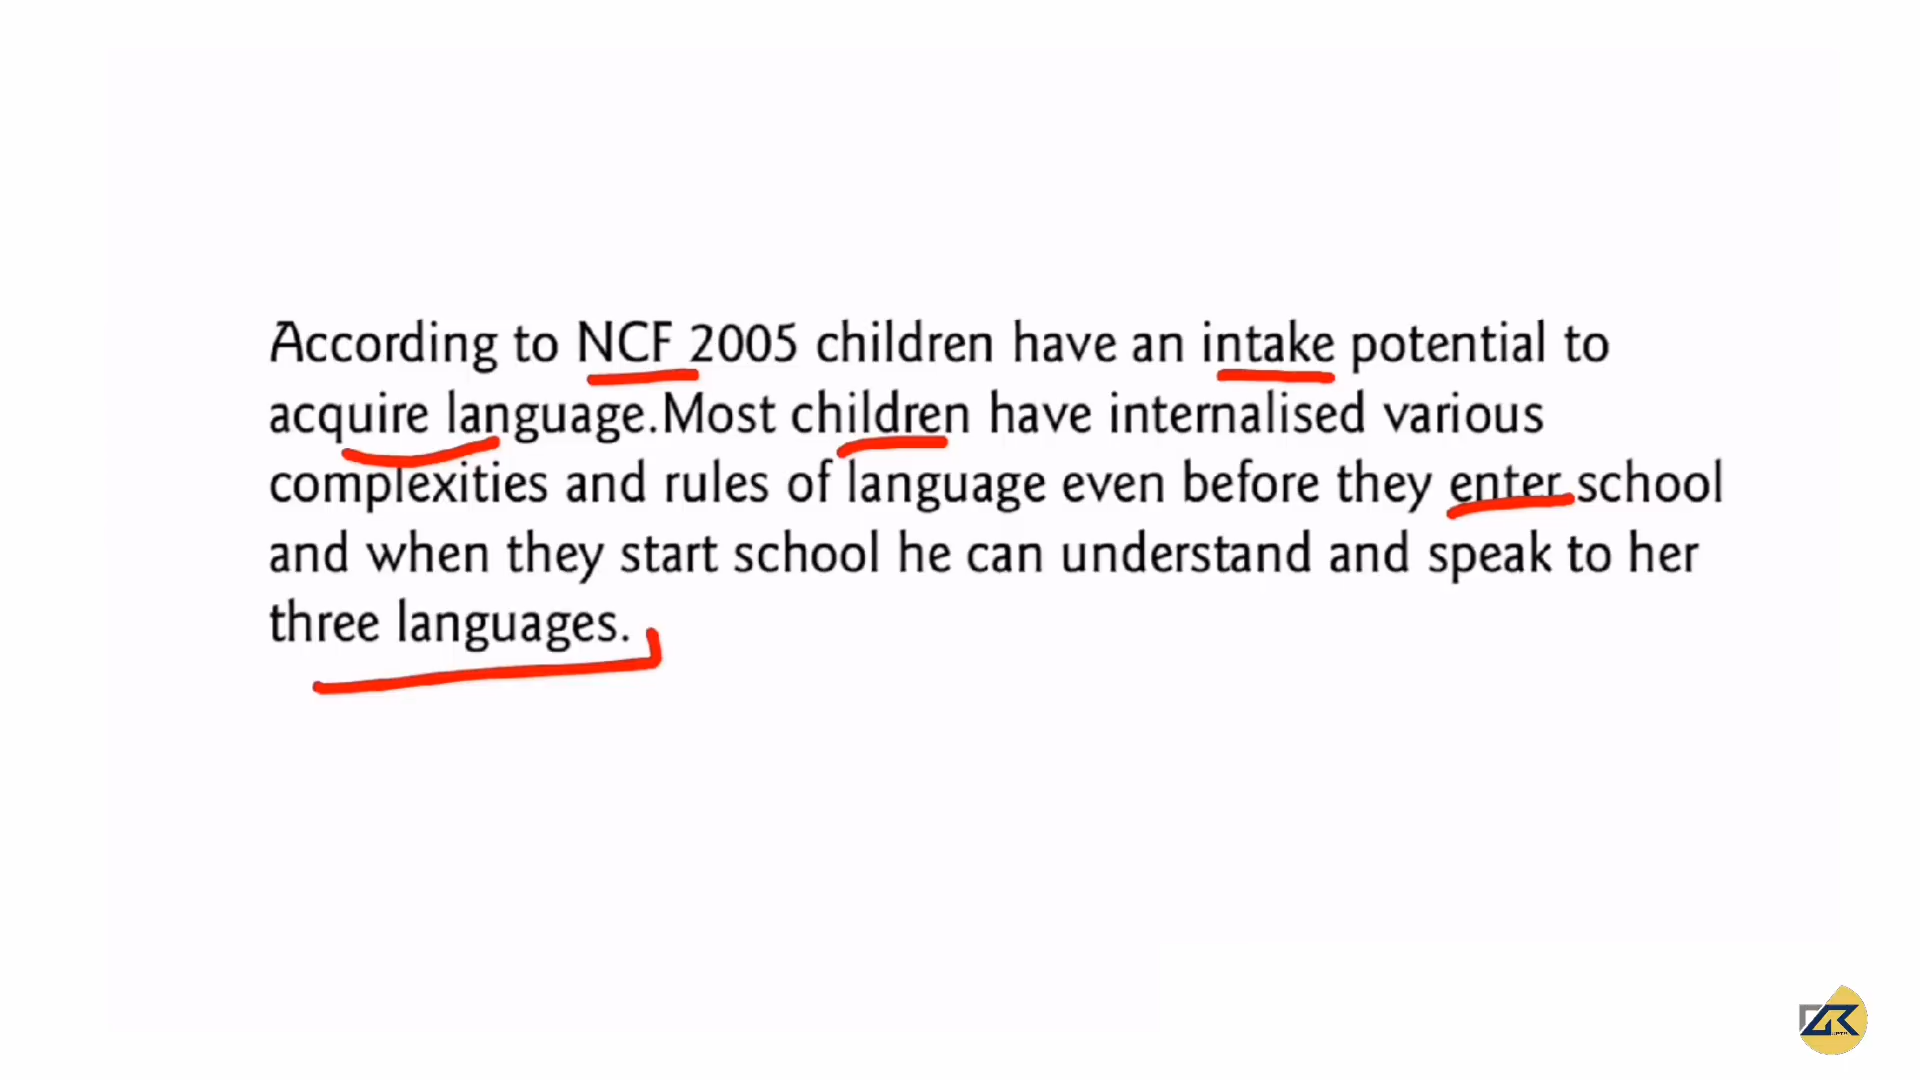 According to NCF 2005 children have an intake potential to
acquire language.Most children have internalised various
complexities and rules of language even before they enter school
and when they start school he can understand and speak to her
three languages.